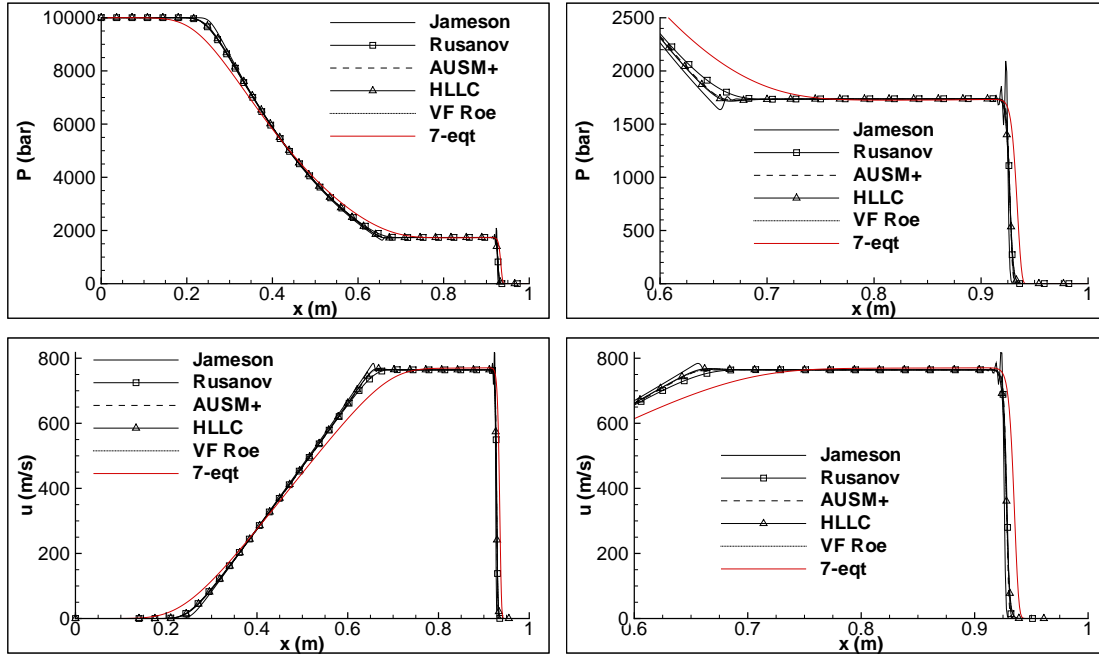 10000
8000
6000
4000
2000
0
P (bar)
0
0.2
0.4
0.6
0.8
1
x (m)
Jameson
Rusanov
AUSM+
HLLC
VF Roe
7-eqt
2500
2000
1500
1000
500
0
P (bar)
0.6
0.7
0.8
0.9
1
x (m)
Jameson
Rusanov
AUSM+
HLLC
VF Roe
7-eqt
800
600
400
200
0
u (m/s)
0
0.2
0.4
0.6
0.8
1
x (m)
Jameson
Rusanov
AUSM+
HLLC
VF Roe
7-eqt
800
600
400
200
0
u (m/s)
0.6
0.7
0.8
0.9
1
x (m)
Jameson
Rusanov
AUSM+
HLLC
VF Roe
7-eqt